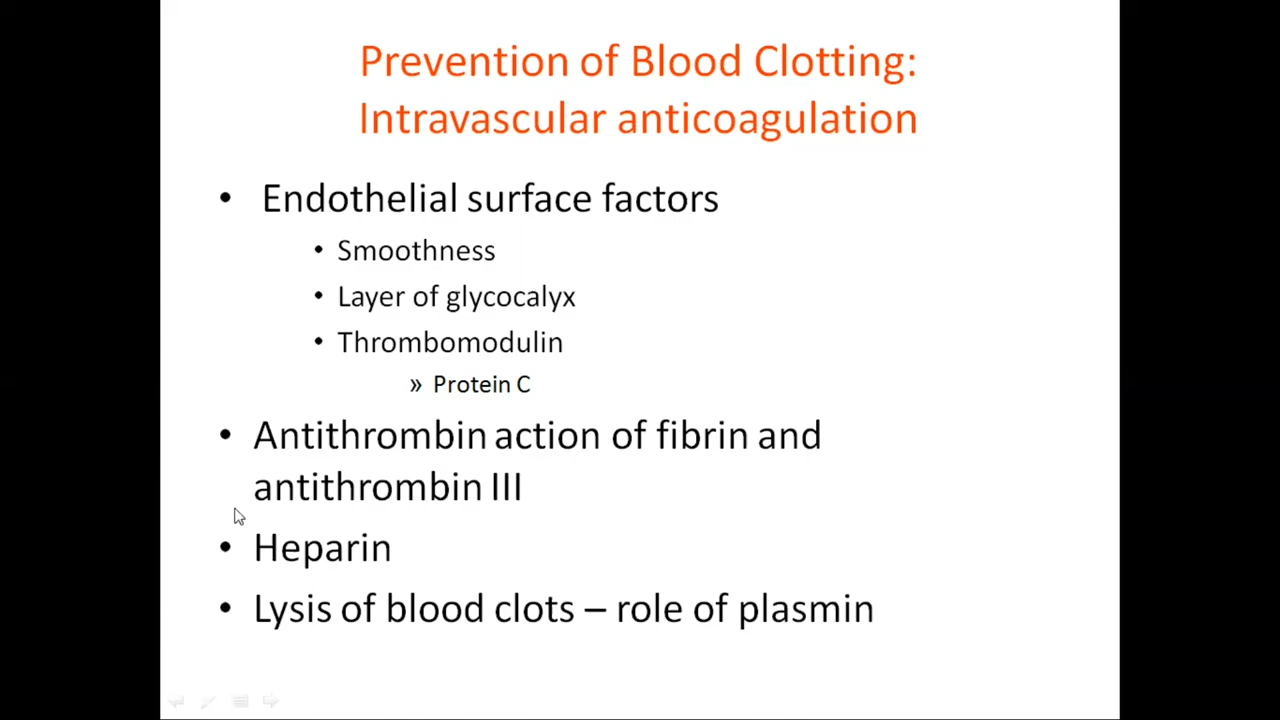 Prevention of Blood Clotting:
Intravascular anticoagulation
• Endothelial surface factors
• Smoothness
• Layer of glycocalyx
• Thrombomodulin
» Protein C
• Antithrombin action of fibrin and
antithrombin III
• Heparin
• Lysis of blood clots – role of plasmin